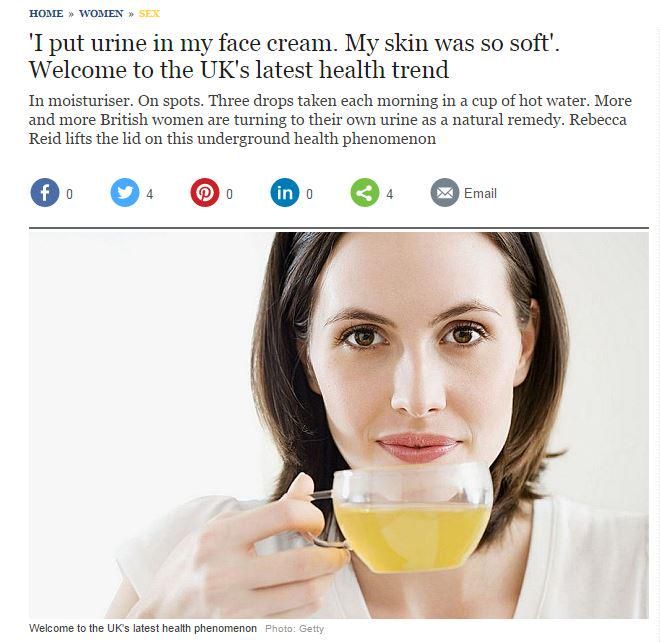 HOME » WOMEN » SEX
'I put urine in my face cream. My skin was so soft'.
Welcome to the UK's latest health trend
In moisturiser. On spots. Three drops taken each morning in a cup of hot water. More
and more British women are turning to their own urine as a natural remedy. Rebecca
Reid lifts the lid on this underground health phenomenon
f 0 4 0 in 0 4 Email
Welcome to the UK's latest health phenomenon Photo: Getty